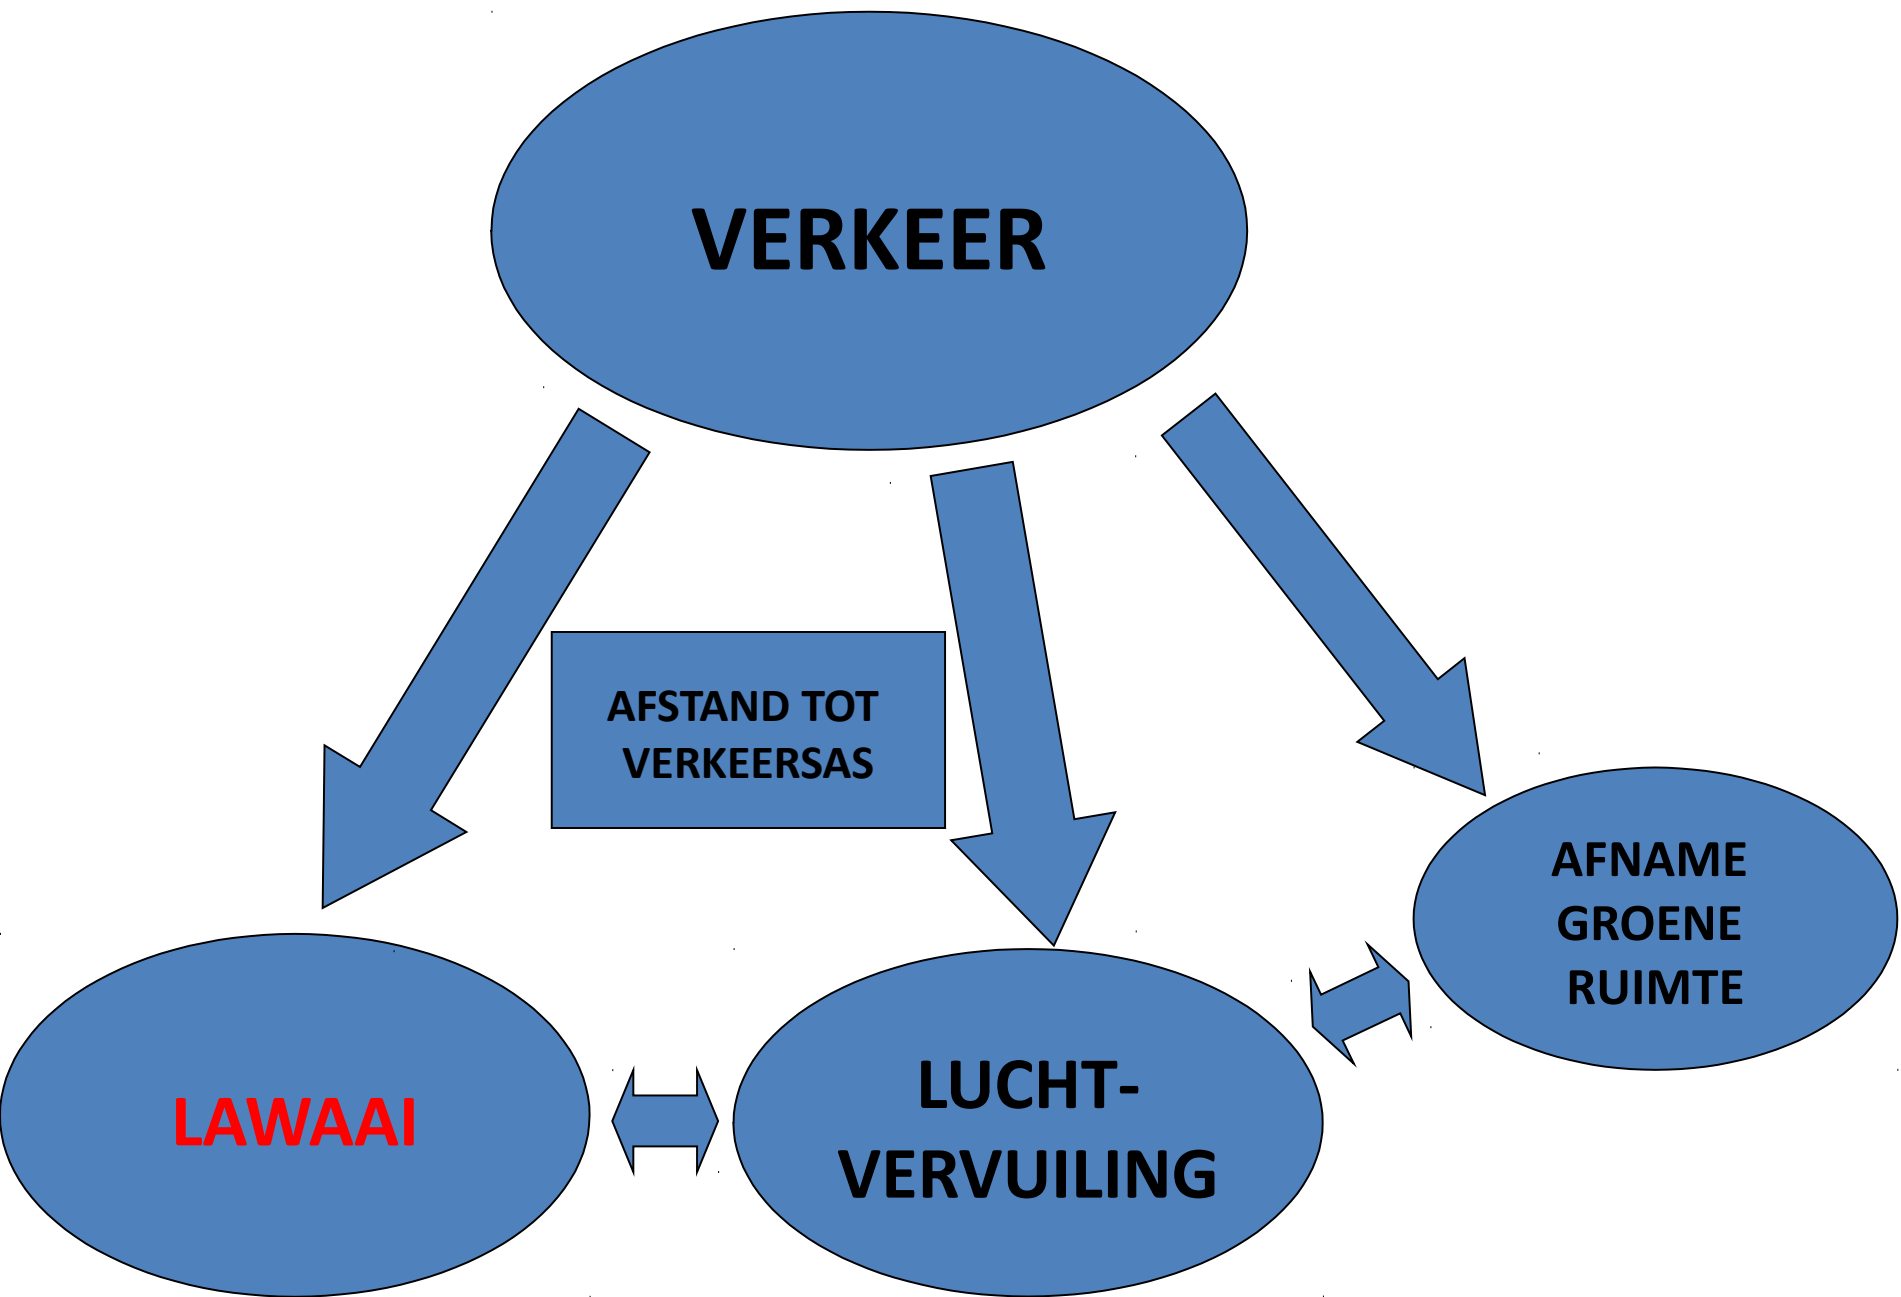 VERKEER
AFSTAND TOT
VERKEERSAS
AFNAME
GROENE
RUIMTE
LAWAAI
LUCHT-
VERVUILING